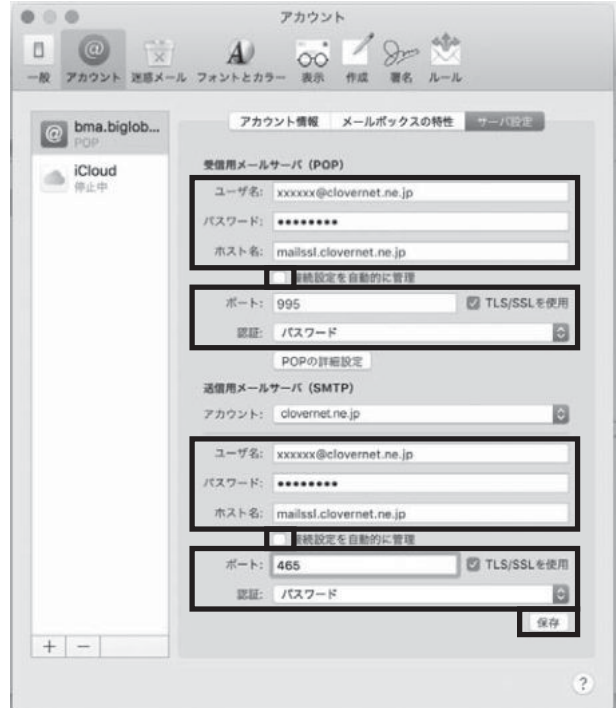 アカウント
一般 アカウント 迷惑メール フォントとカラー 表示 作成 署名 ルール
bma.biglob...
POP
iCloud
停止中
アカウント情報 メールボックスの特性 サーバ設定
受信用メールサーバ (POP)
ユーザ名: xxxxxx@clovernet.ne.jp
パスワード: ••••••••
ホスト名: mailssl.clovernet.ne.jp
接続設定を自動的に管理
ポート: 995 TLS/SSLを使用
認証: パスワード
POPの詳細設定
送信用メールサーバ (SMTP)
アカウント: clovernet.ne.jp
ユーザ名: xxxxxx@clovernet.ne.jp
パスワード: ••••••••
ホスト名: mailssl.clovernet.ne.jp
接続設定を自動的に管理
ポート: 465 TLS/SSLを使用
認証: パスワード
保存
+ −
?